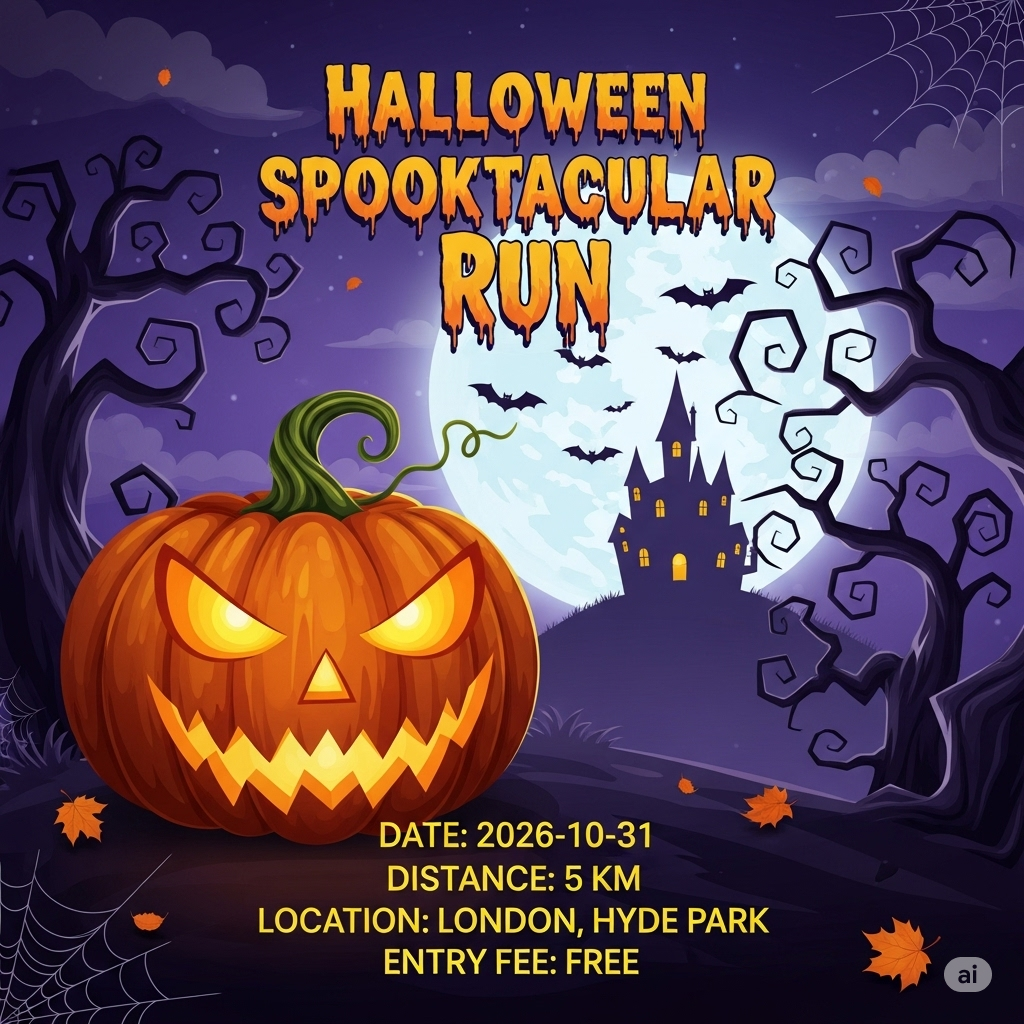 HALLOWEEN
SPOOKTACULAR
RUN
DATE: 2026-10-31
DISTANCE: 5 KM
LOCATION: LONDON, HYDE PARK
ENTRY FEE: FREE
ai